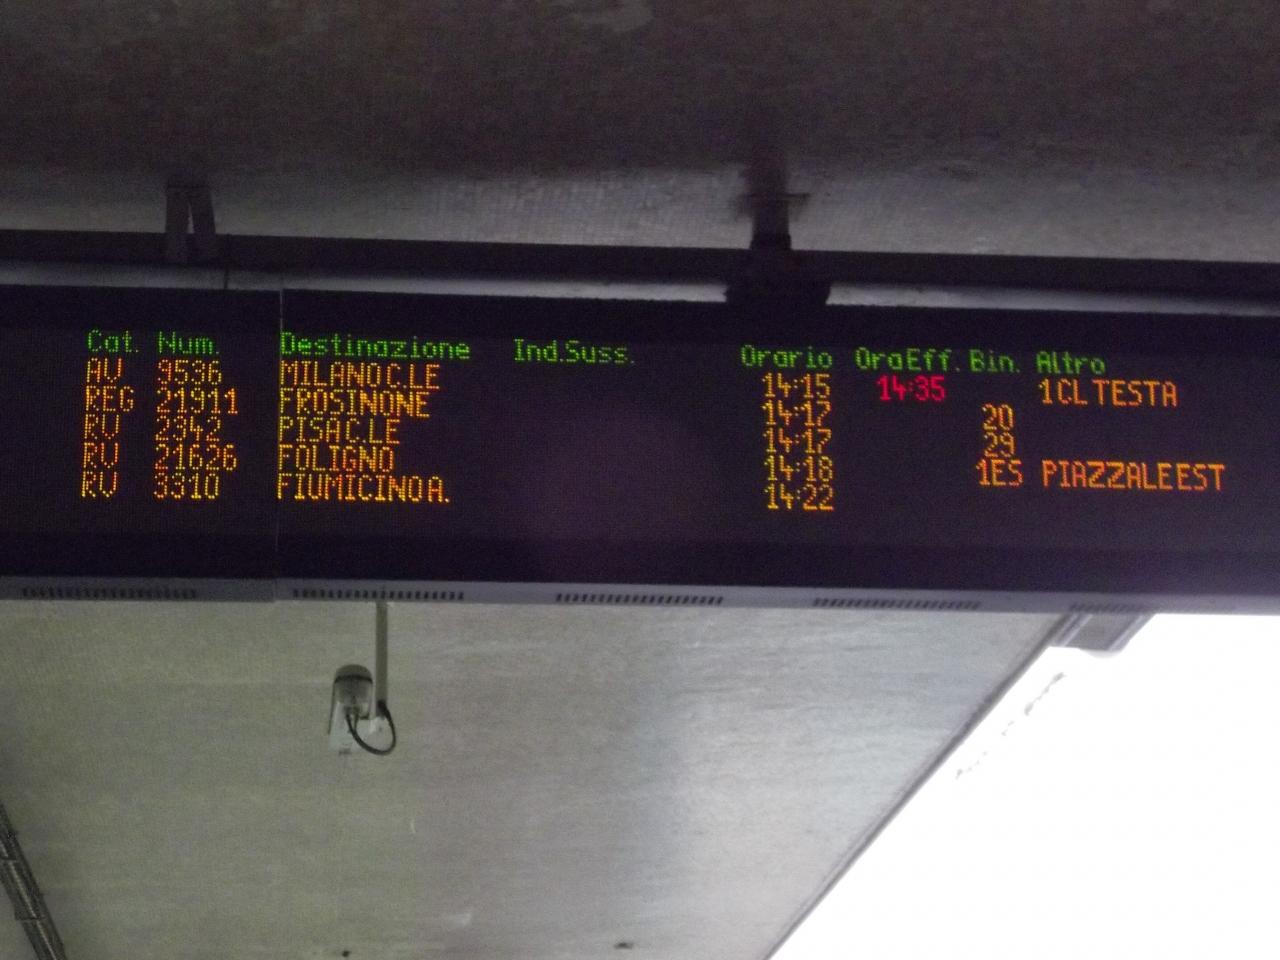 Cat. Num. Destinazione Ind.Suss. Orario OraEff. Bin. Altro
AV 9536 MILANO C.LE 14:15 14:35 1CL TESTA
REG 21911 FROSINONE 14:17 20
RV 2342 PISA C.LE 14:17 29
RV 21626 FOLIGNO 14:18 1ES PIAZZALE EST
RV 3310 FIUMICINO A. 14:22